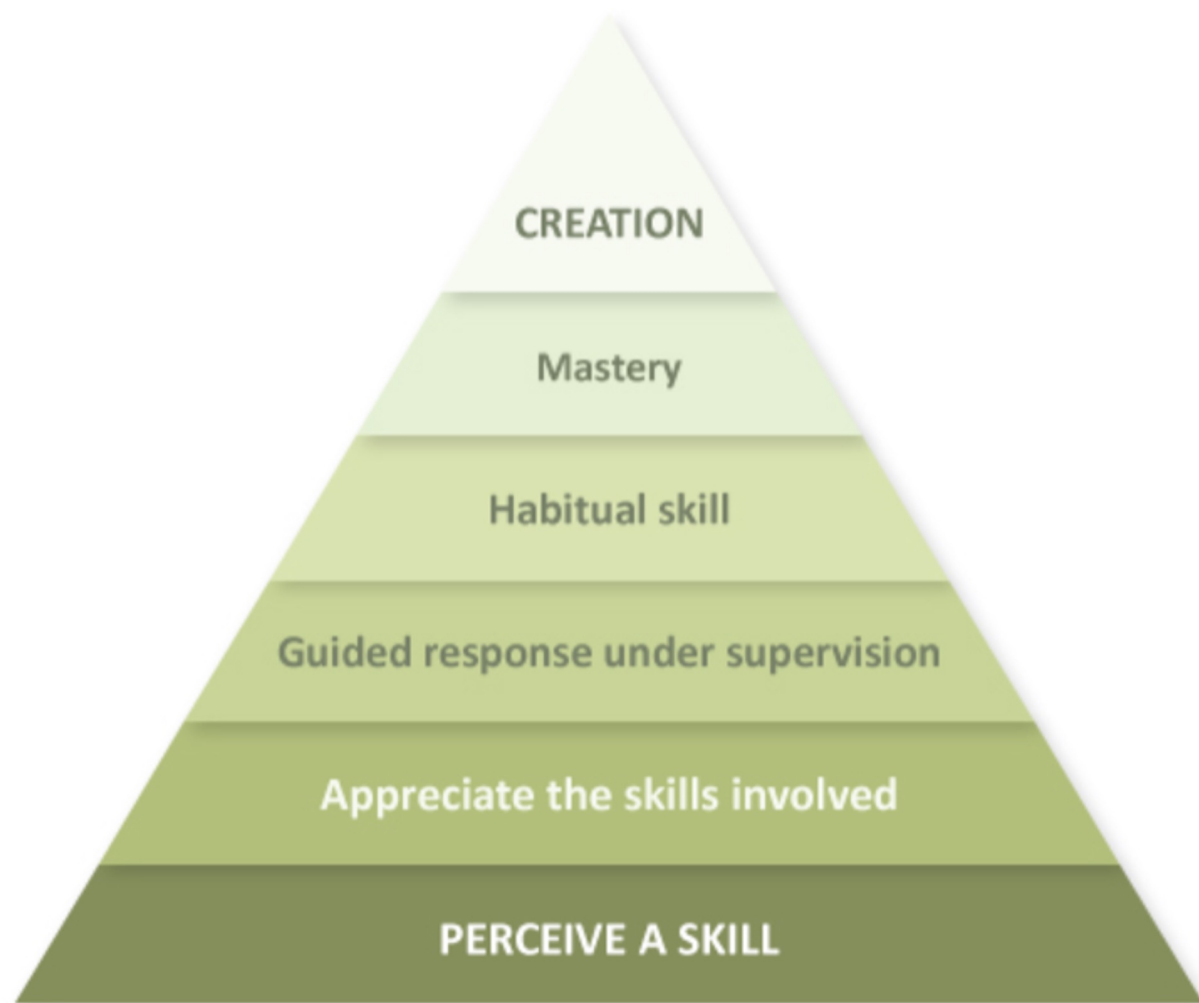 CREATION
Mastery
Habitual skill
Guided response under supervision
Appreciate the skills involved
PERCEIVE A SKILL